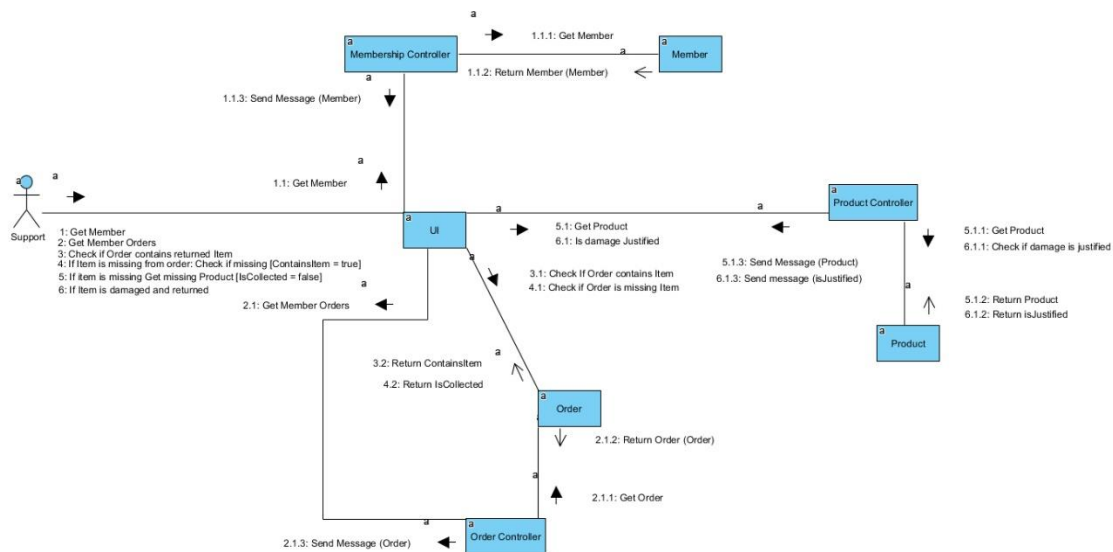 a
a
1.1.1: Get Member
a
Membership Controller
a
a
Member
a
1.1.2: Return Member (Member)
1.1.3: Send Message (Member)
a
1.1: Get Member
a
a
Support
1: Get Member
2: Get Member Orders
3: Check if Order contains returned Item
4: If Item is missing from order: Check if missing [ContainsItem = true]
5: If item is missing Get missing Product [IsCollected = false]
6: If Item is damaged and returned
a
UI
a
5.1: Get Product
6.1: Is damage Justified
a
a
Product Controller
5.1.1: Get Product
6.1.1: Check if damage is justified
5.1.3: Send Message (Product)
6.1.3: Send message (isJustified)
a
5.1.2: Return Product
6.1.2: Return isJustified
a
Product
a
3.1: Check If Order contains Item
4.1: Check if Order is missing Item
a
2.1: Get Member Orders
3.2: Return ContainsItem
4.2: Return IsCollected
a
a
Order
a
2.1.2: Return Order (Order)
a
2.1.1: Get Order
a
2.1.3: Send Message (Order)
a
Order Controller